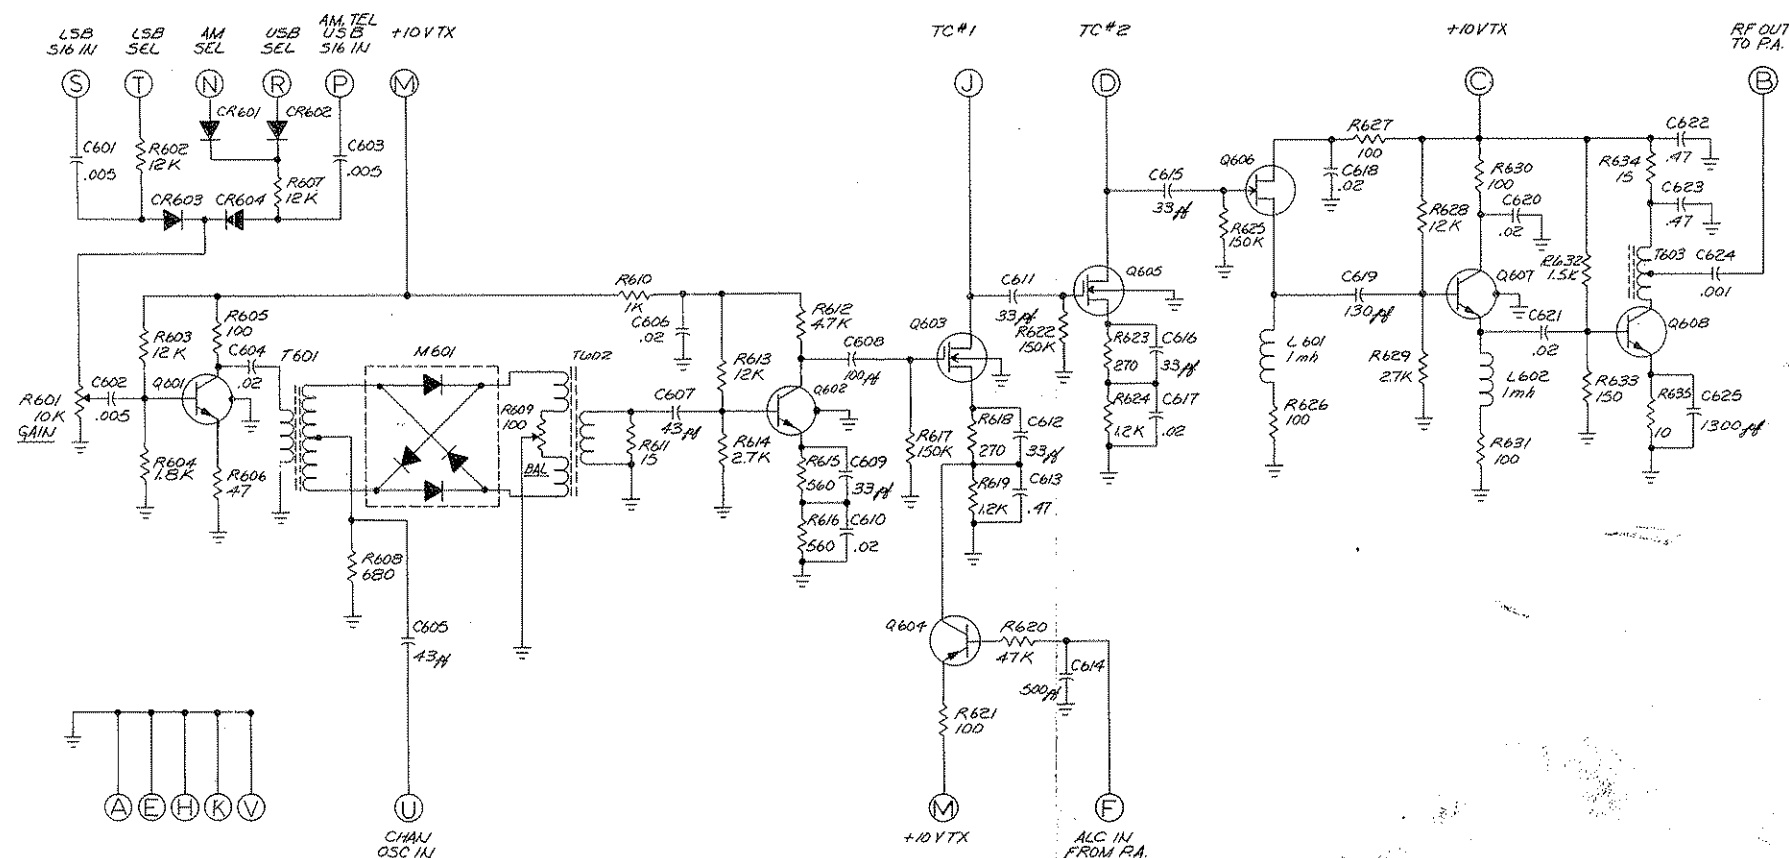 LSB
SIG IN
LSB
SEL
AM
SEL
USB
SEL
AM, TEL
USB
SIG IN
+10VTX
TC#1
TC#2
+10VTX
RF OUT
TO P.A.
S
T
N
R
P
M
J
D
C
B
CR601
CR602
C601
.005
R602
12K
C603
.005
R607
12K
CR603
CR604
R603
12K
R605
100
C604
.02
T601
M601
T602
R601
10K
GAIN
C602
.005
Q601
R604
1.8K
R606
47
R608
680
C605
43pf
R609
100
BAL
R611
15
C607
43pf
R610
1K
C606
.02
R613
12K
R612
4.7K
R614
2.7K
Q602
C608
100pf
R615
560
C609
33pf
R616
560
C610
.02
R617
150K
Q603
C611
33pf
R622
150K
R618
270
C612
33pf
R619
1.2K
C613
.47
Q605
R623
270
C616
33pf
R624
1.2K
C617
.02
C615
33pf
R625
150K
Q606
C618
.02
R627
100
L601
1mh
R626
100
C619
130pf
R628
12K
R629
2.7K
R630
100
C620
.02
Q607
L602
1mh
R631
100
C621
.02
R632
1.5K
R633
150
R634
15
C622
.47
C623
.47
T603
C624
.001
Q608
R635
10
C625
1300pf
Q604
R620
47K
C614
500pf
R621
100
A
E
H
K
V
U
M
F
CHAN
OSC IN
+10VTX
ALC IN
FROM P.A.